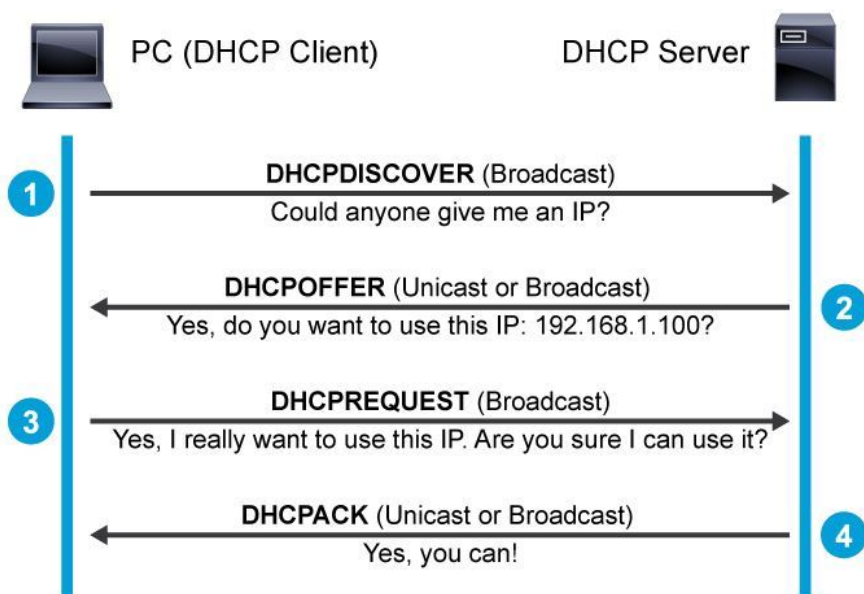 PC (DHCP Client)
DHCP Server
1
DHCPDISCOVER (Broadcast)
Could anyone give me an IP?
DHCPOFFER (Unicast or Broadcast)
2
Yes, do you want to use this IP: 192.168.1.100?
3
DHCPREQUEST (Broadcast)
Yes, I really want to use this IP. Are you sure I can use it?
DHCPACK (Unicast or Broadcast)
4
Yes, you can!